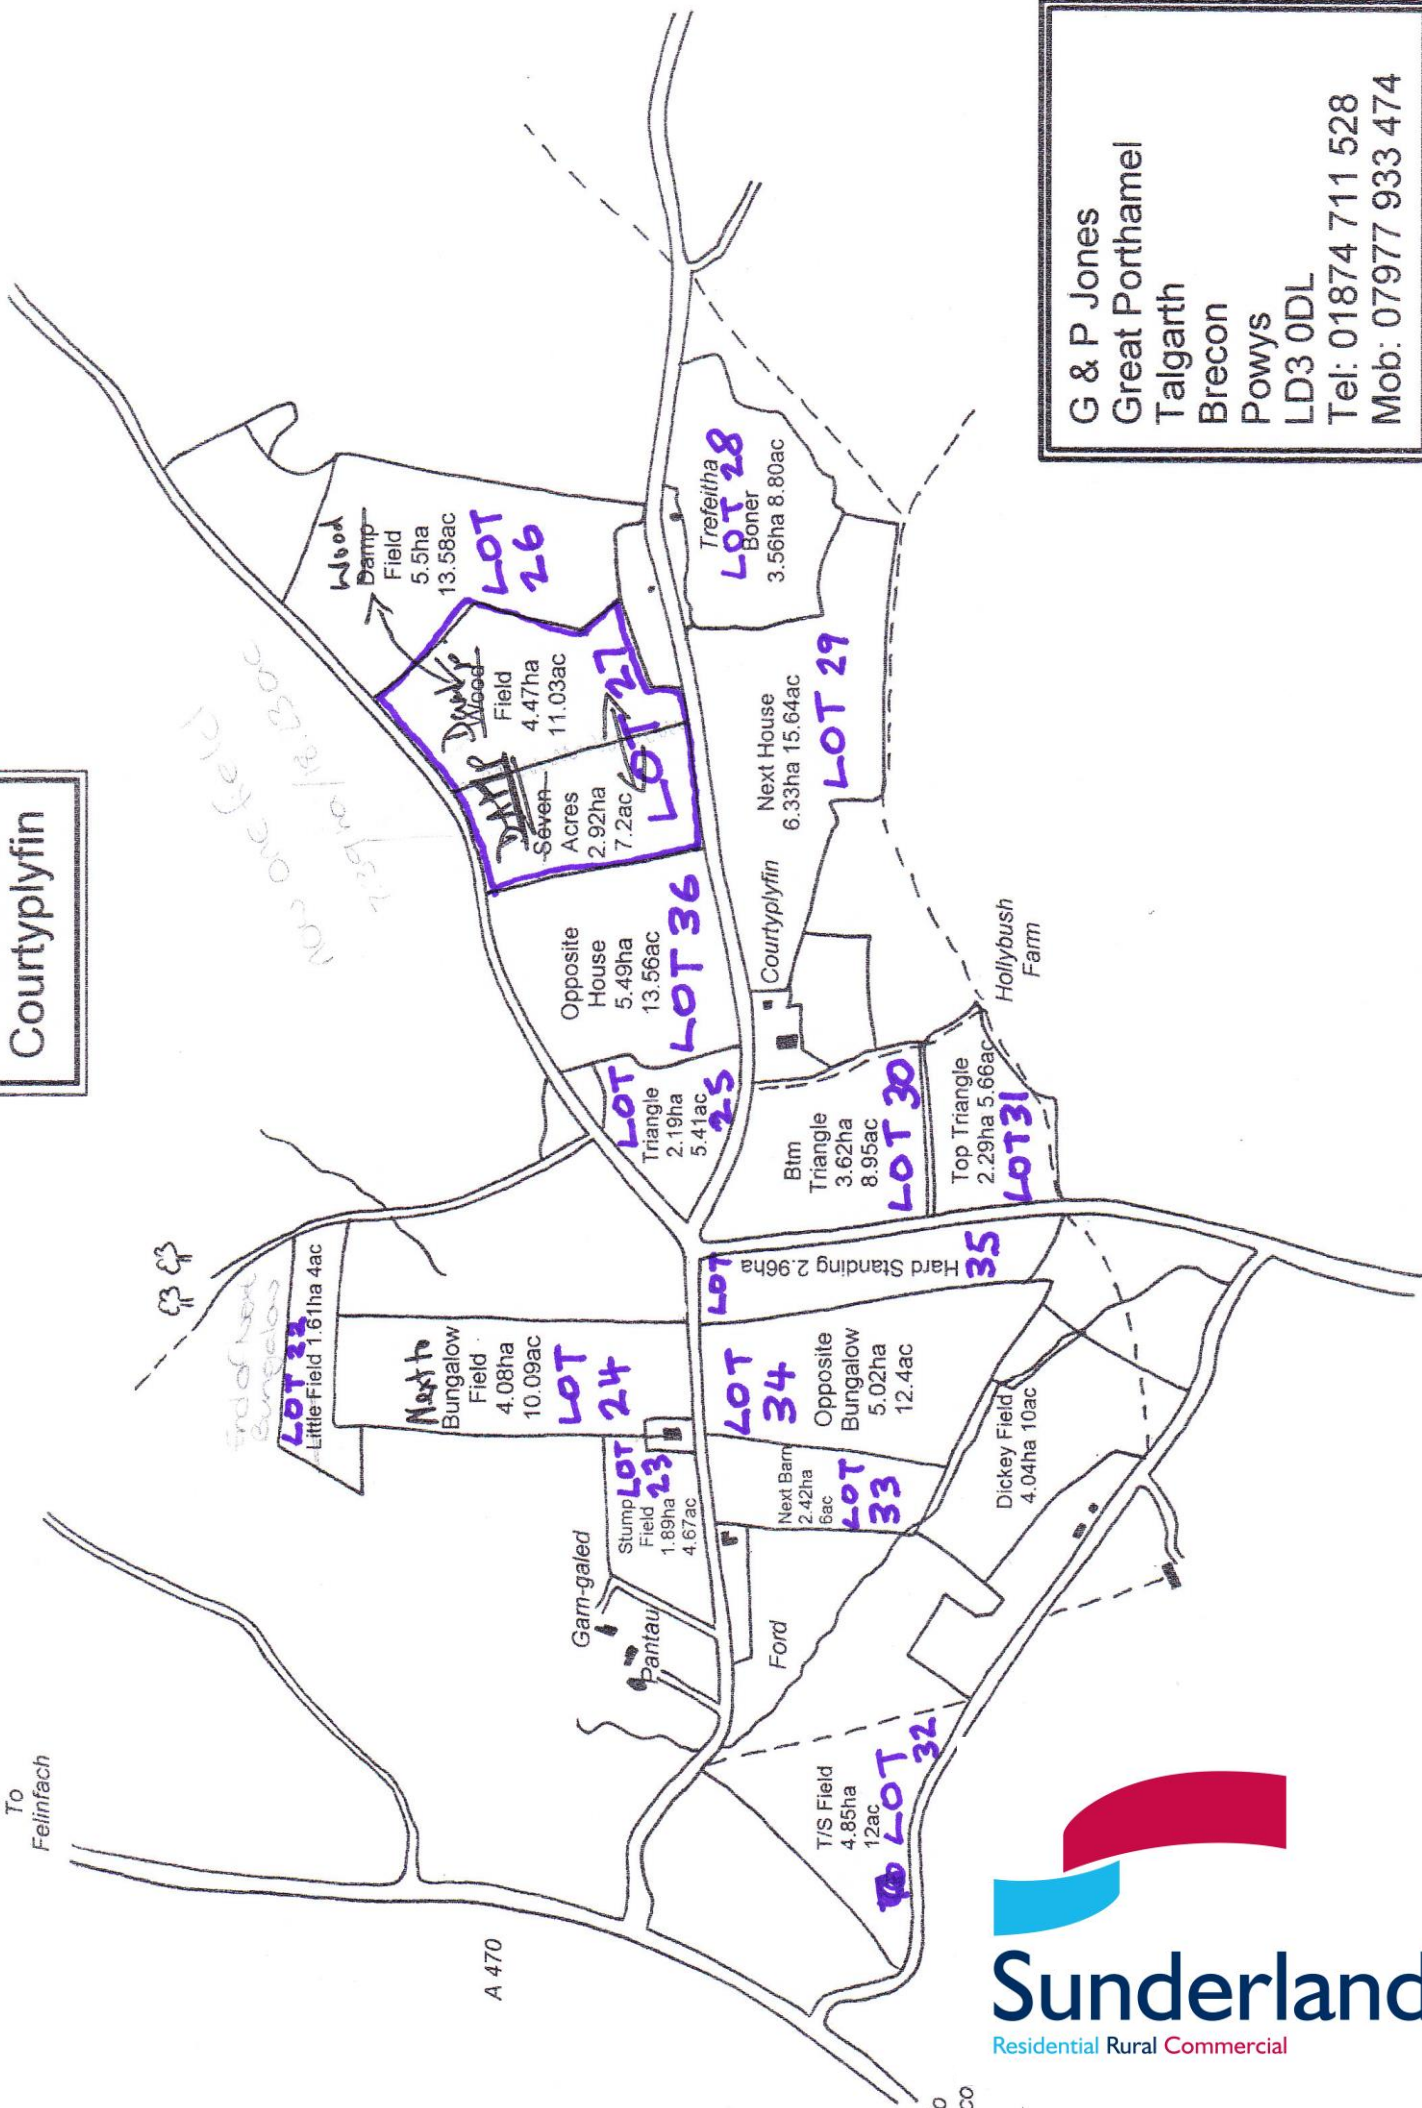 Courtyplyfin
To
Felinfach
A 470
LOT 22
Little Field 1.61ha 4ac
Next to
Bungalow
Field
4.08ha
10.09ac
LOT
24
Garn-galed
Pantau
Stump
Field
1.89ha
4.67ac
LOT
23
Ford
LOT
Triangle
2.19ha
5.41ac
25
Opposite
House
5.49ha
13.56ac
LOT 36
DAMP
Seven
Acres
2.92ha
7.2ac
Wood
Field
4.47ha
11.03ac
LOT 27
Wood
Damp
Field
5.5ha
13.58ac
LOT
26
Now one field
Trefeitha
LOT 28
Boner
3.56ha 8.80ac
Next House
6.33ha 15.64ac
LOT 29
Courtyplyfin
Hollybush
Farm
Btm
Triangle
3.62ha
8.95ac
LOT 30
Top Triangle
2.29ha 5.66ac
LOT 31
LOT
Hard Standing 2.96ha
35
LOT
34
Opposite
Bungalow
5.02ha
12.4ac
Next Barn
2.42ha
6ac
LOT
33
Dickey Field
4.04ha 10ac
T/S Field
4.85ha
12ac
LOT
32
G & P Jones
Great Porthamel
Talgarth
Brecon
Powys
LD3 0DL
Tel: 01874 711 528
Mob: 07977 933 474
Sunderland
Residential Rural Commercial